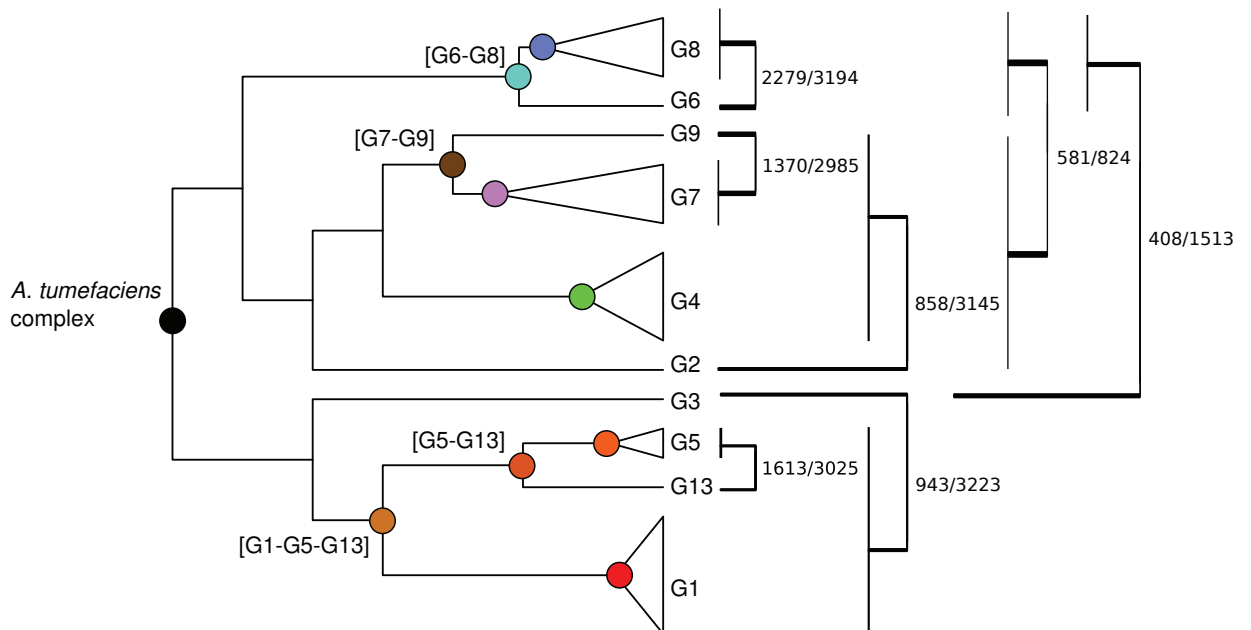 [G6-G8]
G8
2279/3194
G6
[G7-G9]
G9
1370/2985
G7
581/824
408/1513
A. tumefaciens
complex
G4
858/3145
G2
G3
[G5-G13]
G5
1613/3025
G13
943/3223
[G1-G5-G13]
G1